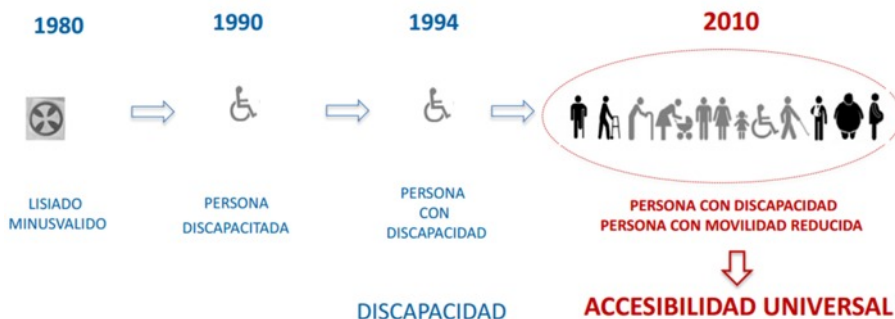 1980
1990
1994
2010
LISIADO
MINUSVALIDO
PERSONA
DISCAPACITADA
PERSONA
CON
DISCAPACIDAD
PERSONA CON DISCAPACIDAD
PERSONA CON MOVILIDAD REDUCIDA
DISCAPACIDAD
ACCESIBILIDAD UNIVERSAL